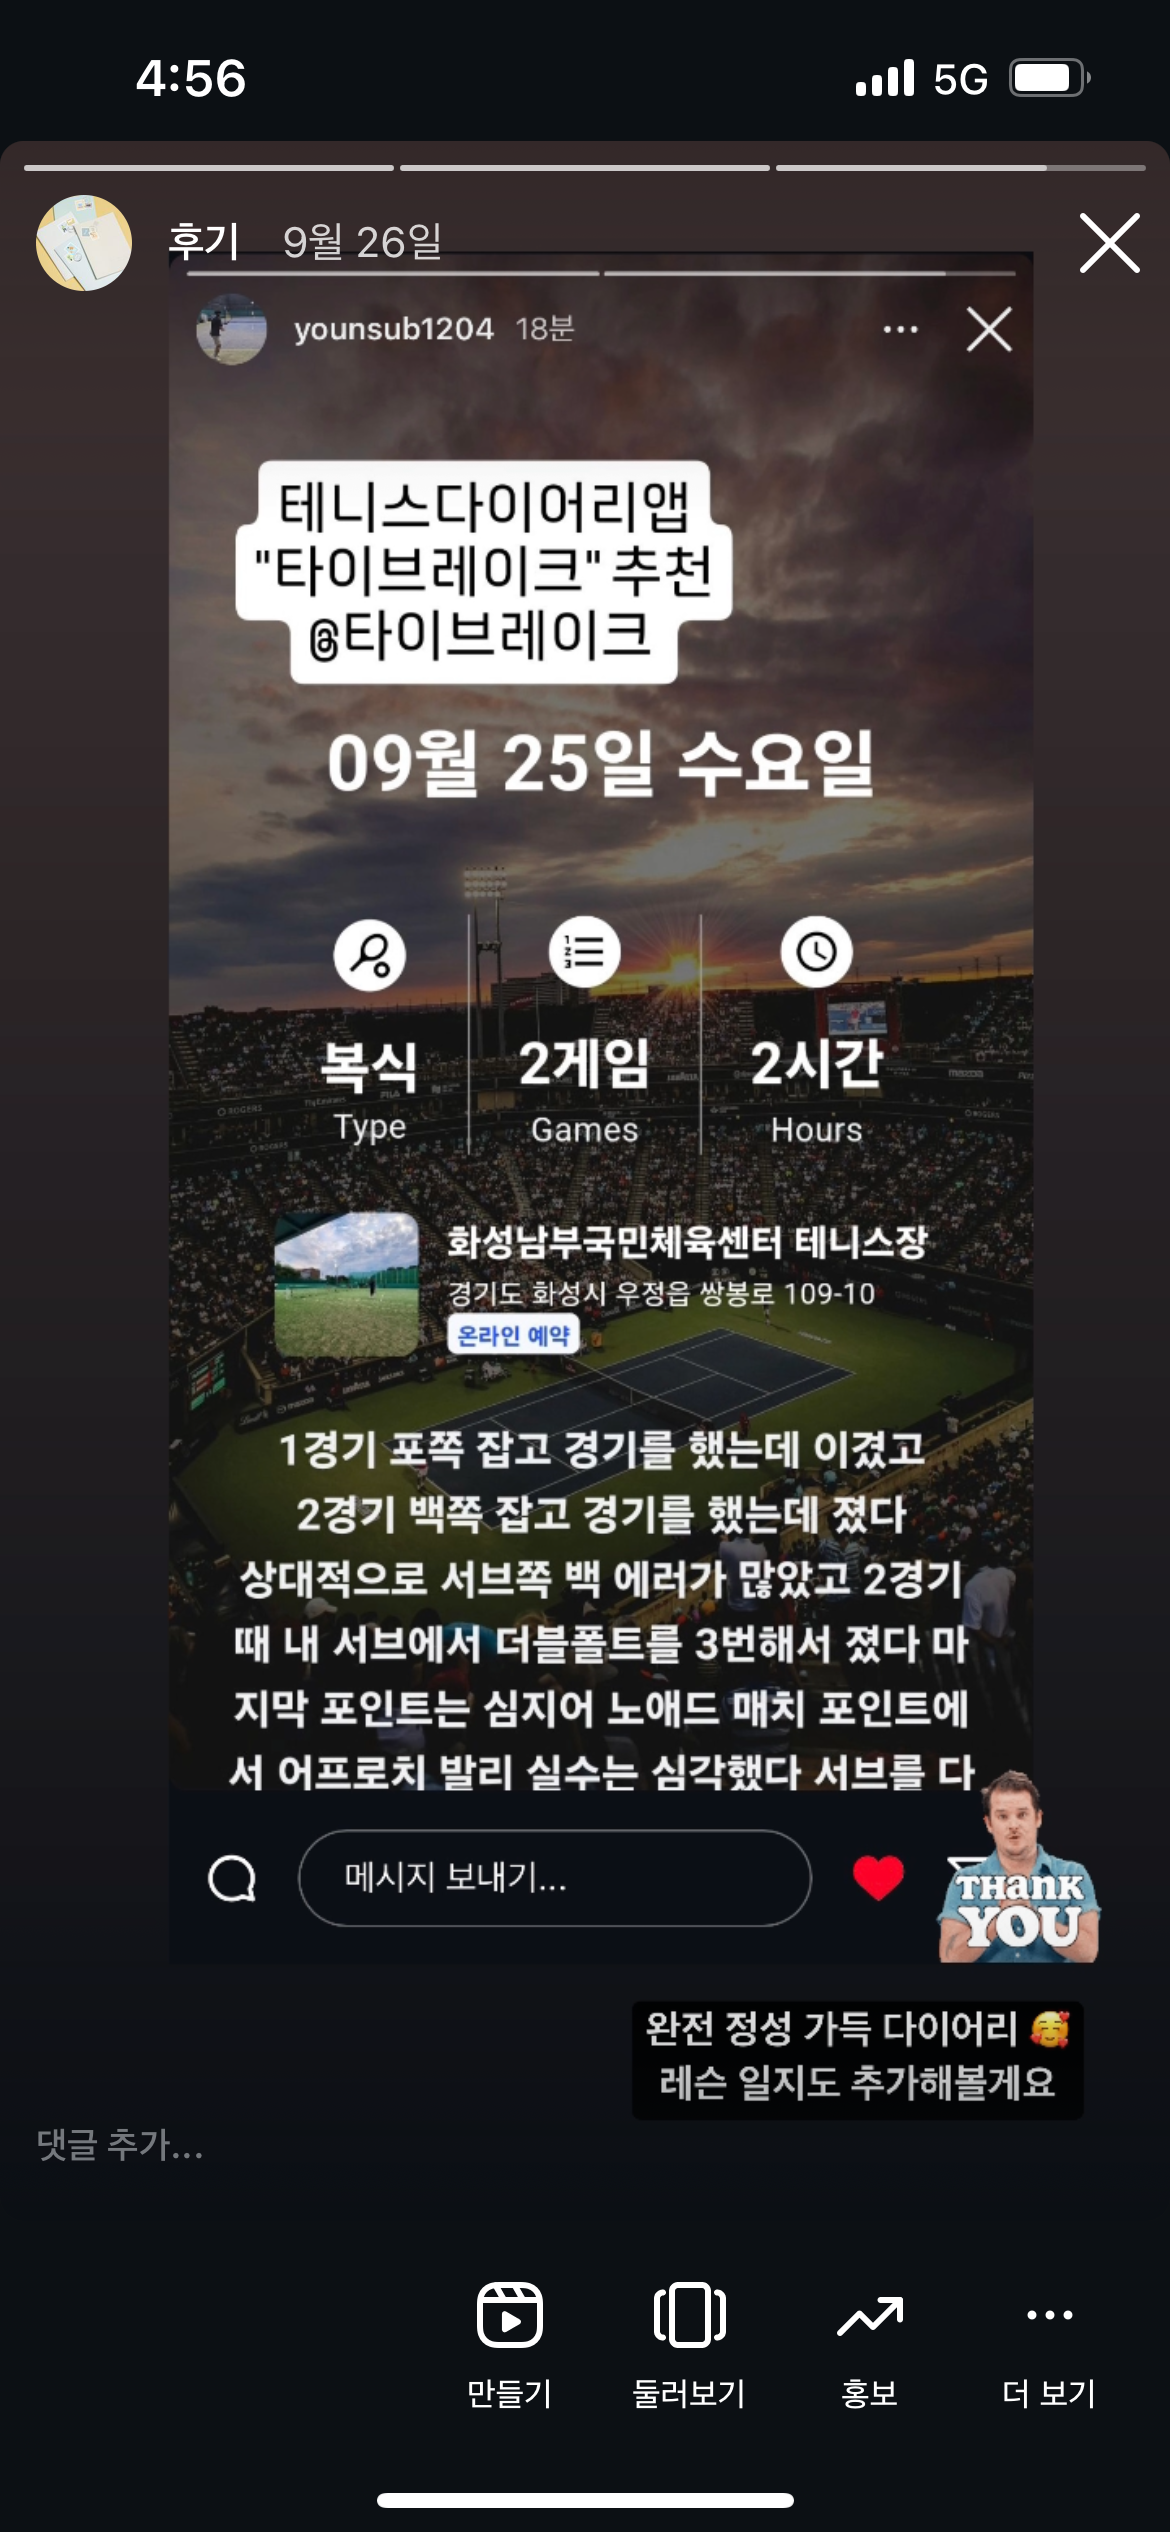 4:56
5G
후기 9월 26일
younsub1204 18분
테니스다이어리앱
"타이브레이크" 추천
@타이브레이크
09월 25일 수요일
복식 2게임 2시간
Type Games Hours
화성남부국민체육센터 테니스장
경기도 화성시 우정읍 쌍봉로 109-10
온라인 예약
1경기 포쪽 잡고 경기를 했는데 이겼고
2경기 백쪽 잡고 경기를 했는데 졌다
상대적으로 서브쪽 백 에러가 많았고 2경기
때 내 서브에서 더블폴트를 3번해서 졌다 마
지막 포인트는 심지어 노애드 매치 포인트에
서 어프로치 발리 실수는 심각했다 서브를 다
메시지 보내기...
THANK
YOU
완전 정성 가득 다이어리 🥰
레슨 일지도 추가해볼게요
댓글 추가...
만들기 둘러보기 홍보 더 보기